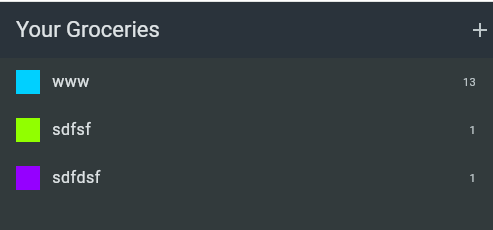 Your Groceries +
www 13
sdfsf 1
sdfdsf 1